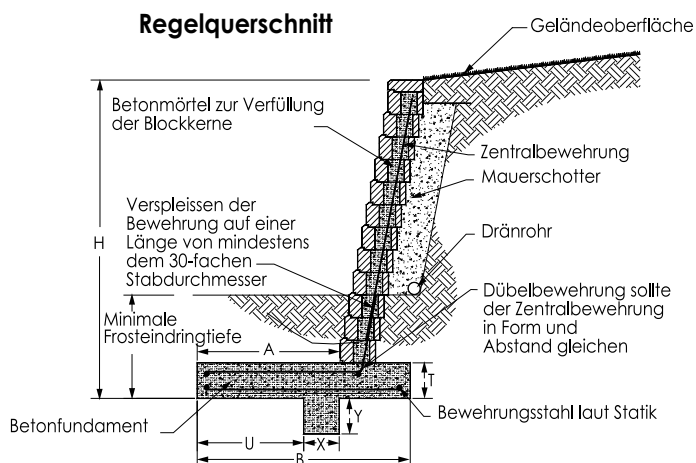 Regelquerschnitt
Geländeoberfläche
Betonmörtel zur Verfüllung
der Blockkerne
Zentralbewehrung
Mauerschotter
Verspleissen der
Bewehrung auf einer
Länge von mindestens
dem 30-fachen
Stabdurchmesser
H
Dränrohr
Dübelbewehrung sollte
der Zentralbewehrung
in Form und
Abstand gleichen
Minimale
Frosteindringtiefe
A
T
Betonfundament
Y
Bewehrungsstahl laut Statik
U
X
B